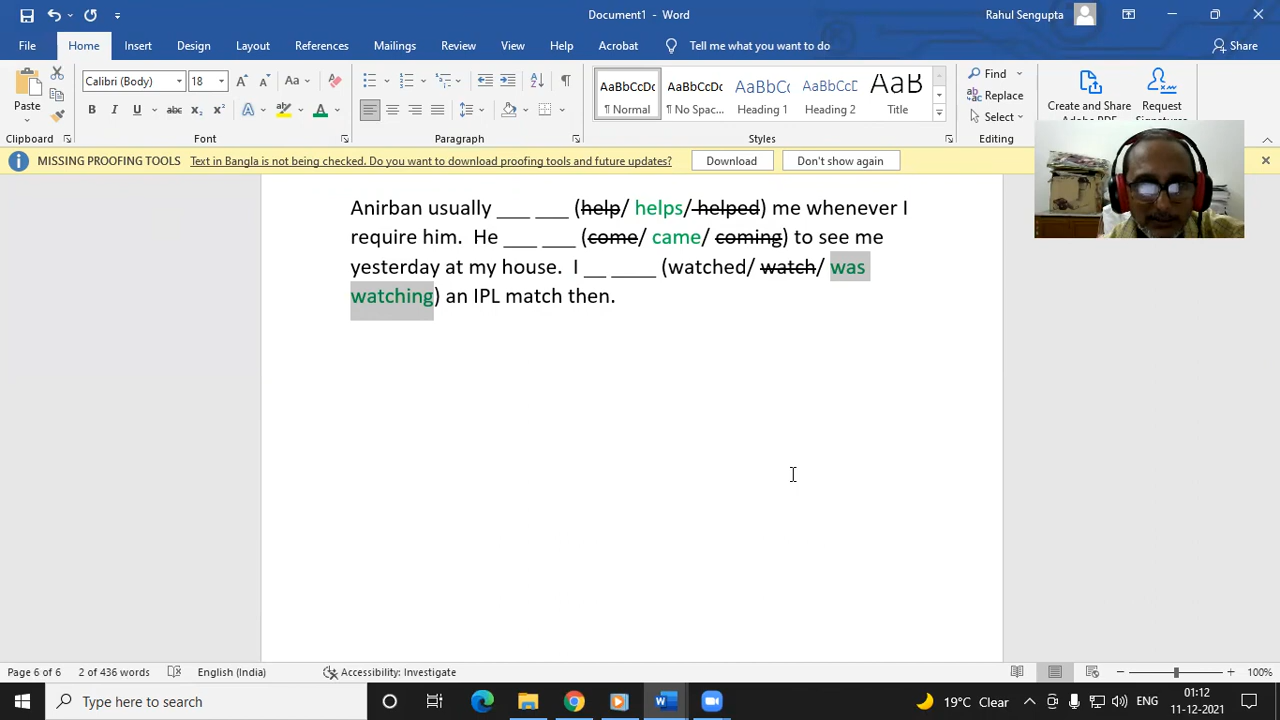 Document1 - Word
Rahul Sengupta
File Home Insert Design Layout References Mailings Review View Help Acrobat Tell me what you want to do Share
Paste
Calibri (Body) 18
Clipboard
Font
Paragraph
AaBbCcDc
¶ Normal
AaBbCcDc
¶ No Spac...
AaBbCc
Heading 1
AaBbCcD
Heading 2
AaB
Title
Styles
Find
Replace
Select
Editing
Create and Share
Adobe PDF
Request
Signatures
MISSING PROOFING TOOLS Text in Bangla is not being checked. Do you want to download proofing tools and future updates? Download Don't show again
Anirban usually ___ ___ (help/ helps/ helped) me whenever I
require him. He ___ ___ (come/ came/ coming) to see me
yesterday at my house. I __ ____ (watched/ watch/ was
watching) an IPL match then.
Page 6 of 6 2 of 436 words English (India) Accessibility: Investigate 100%
Type here to search
19°C Clear ENG
01:12
11-12-2021